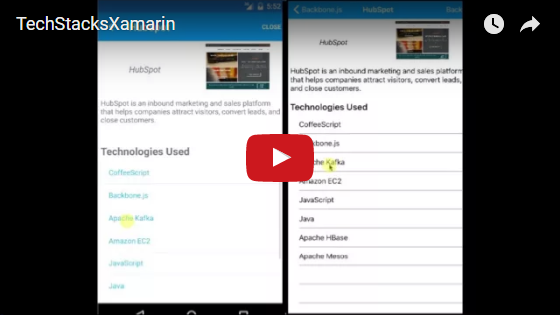 TechStacksXamarin
5:52
CLOSE
HubSpot
HubSpot is an inbound marketing and sales platform
that helps companies attract visitors, convert leads, and
close customers.
Technologies Used
CoffeeScript
Backbone.js
Apache Kafka
Amazon EC2
JavaScript
Java
Backbone.js
HubSpot
Back
HubSpot
HubSpot is an inbound marketing and sales platform
that helps companies attract visitors, convert leads,
and close customers.
Technologies Used
CoffeeScript
ckbone.js
che Kafka
Amazon EC2
JavaScript
Java
Apache HBase
Apache Mesos